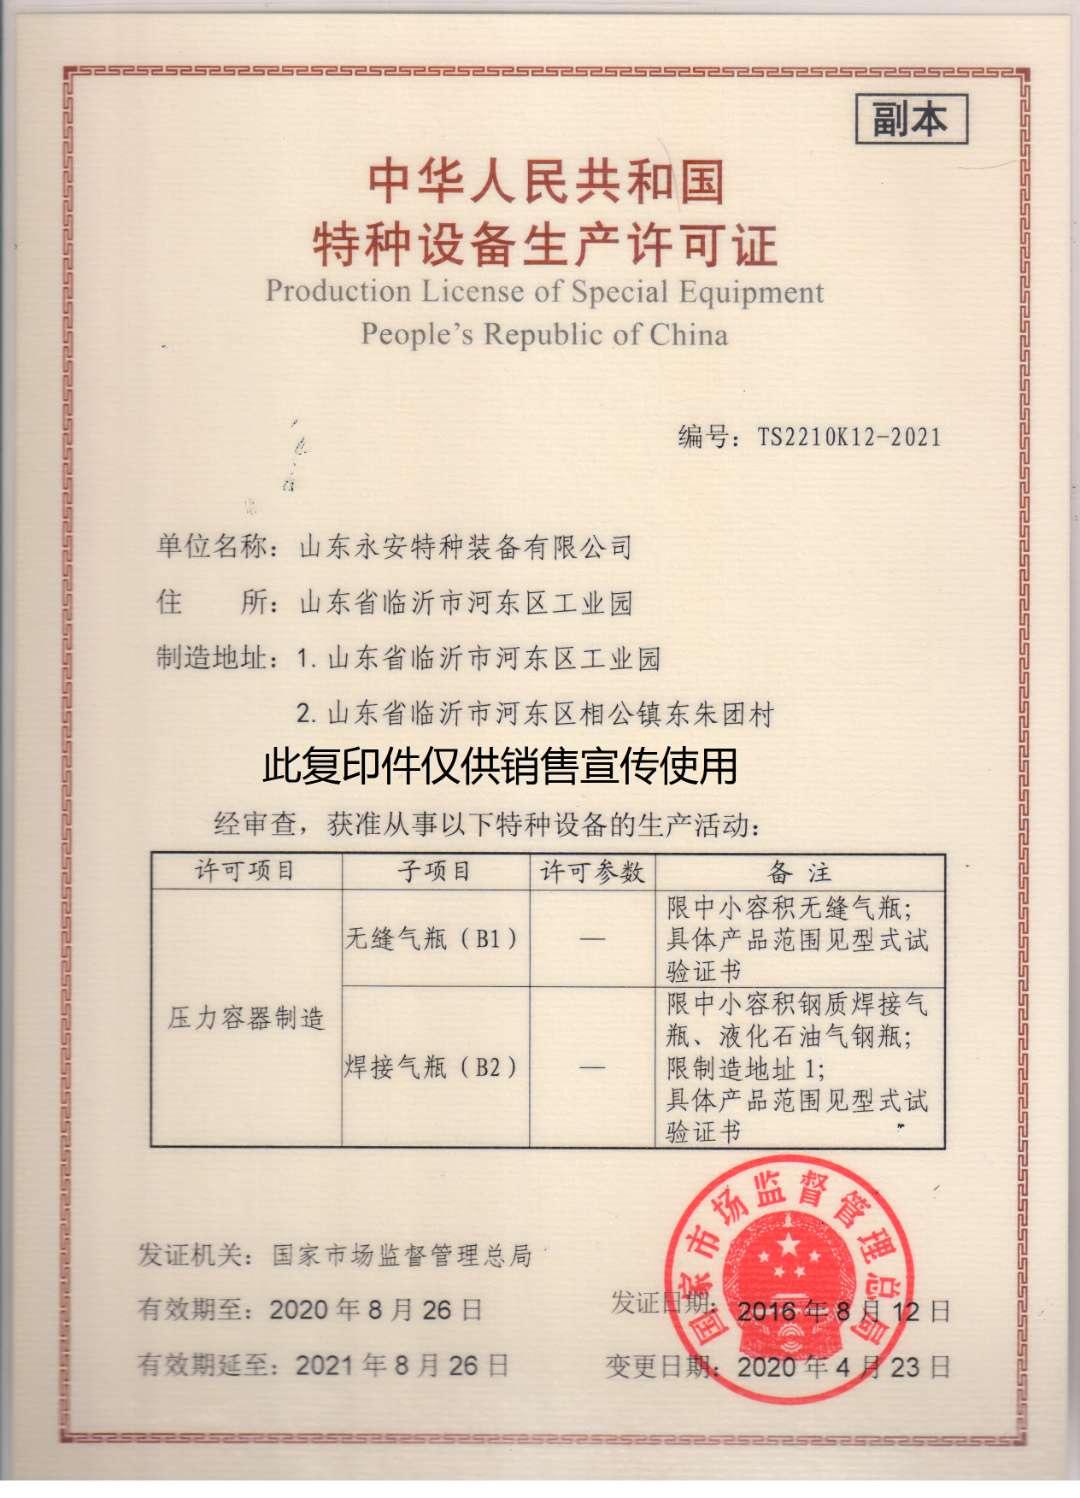 副本
中华人民共和国
特种设备生产许可证
Production License of Special Equipment
People's Republic of China
编号：TS2210K12-2021
单位名称：山东永安特种装备有限公司
住 所：山东省临沂市河东区工业园
制造地址：1.山东省临沂市河东区工业园
2.山东省临沂市河东区相公镇东朱团村
此复印件仅供销售宣传使用
经审查，获准从事以下特种设备的生产活动：
许可项目 子项目 许可参数 备 注
压力容器制造
无缝气瓶（B1） —
限中小容积无缝气瓶；
具体产品范围见型式试
验证书
焊接气瓶（B2） —
限中小容积钢质焊接气
瓶、液化石油气钢瓶；
限制造地址1；
具体产品范围见型式试
验证书
国家市场监督管理总局
发证机关：国家市场监督管理总局
有效期至：2020 年 8 月 26 日 发证日期：2016 年 8 月 12 日
有效期延至：2021 年 8 月 26 日 变更日期：2020 年 4 月 23 日